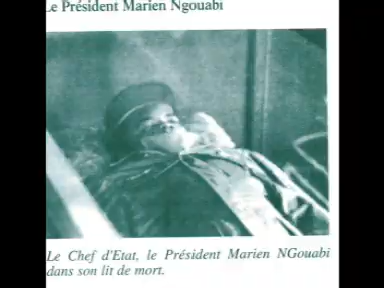 Le Président Marien Ngouabi
Le Chef d'Etat, le Président Marien NGouabi
dans son lit de mort.